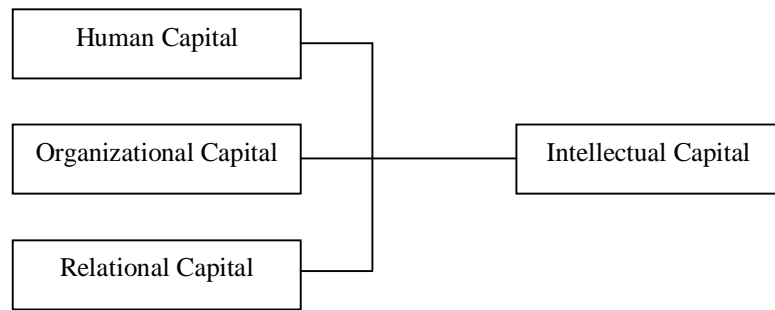 Human Capital
Organizational Capital
Intellectual Capital
Relational Capital